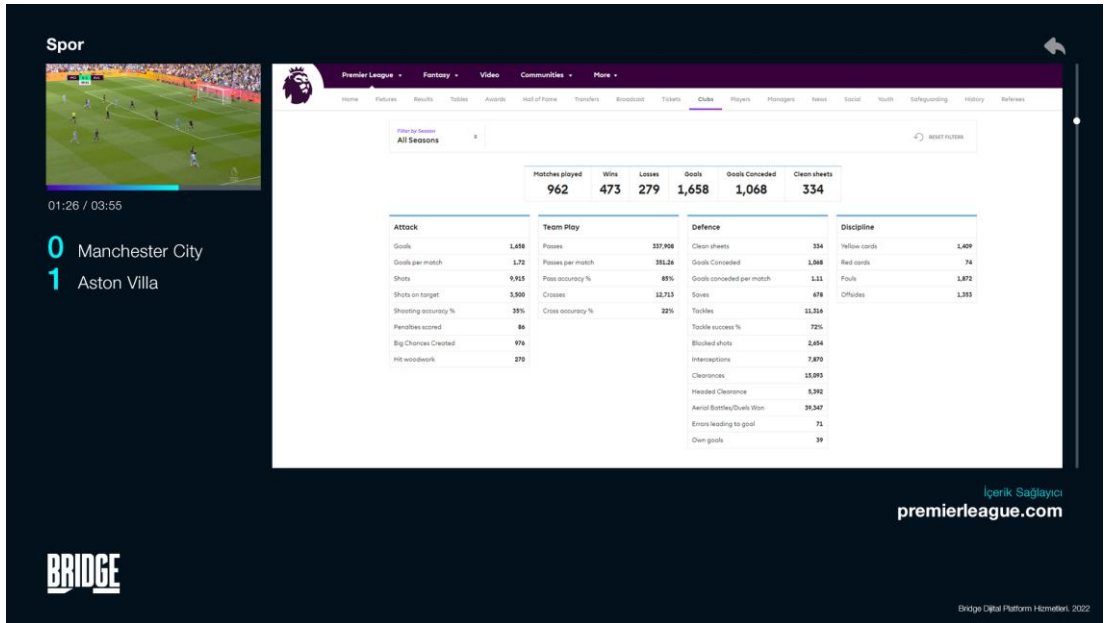 Spor
01:26 / 03:55
0 Manchester City
1 Aston Villa
Premier League Fantasy Video Communities More
Home Fixtures Results Tables Awards Hall of Fame Transfers Broadcast Tickets Clubs Players Managers News Social Youth Safeguarding History Referees
Filter by Season
All Seasons
RESET FILTERS
Matches played Wins Losses Goals Goals Conceded Clean sheets
962 473 279 1,658 1,068 334
Attack
Goals 1,658
Goals per match 1.72
Shots 9,915
Shots on target 3,500
Shooting accuracy % 35%
Penalties scored 86
Big Chances Created 976
Hit woodwork 270
Team Play
Passes 337,908
Passes per match 351.26
Pass accuracy % 85%
Crosses 12,713
Cross accuracy % 22%
Defence
Clean sheets 334
Goals Conceded 1,068
Goals conceded per match 1.11
Saves 678
Tackles 11,316
Tackle success % 72%
Blocked shots 2,654
Interceptions 7,870
Clearances 15,093
Headed Clearance 5,392
Aerial Battles/Duels Won 39,347
Errors leading to goal 71
Own goals 39
Discipline
Yellow cards 1,409
Red cards 74
Fouls 1,872
Offsides 1,353
İçerik Sağlayıcı
premierleague.com
BRIDGE
Bridge Dijital Platform Hizmetleri. 2022